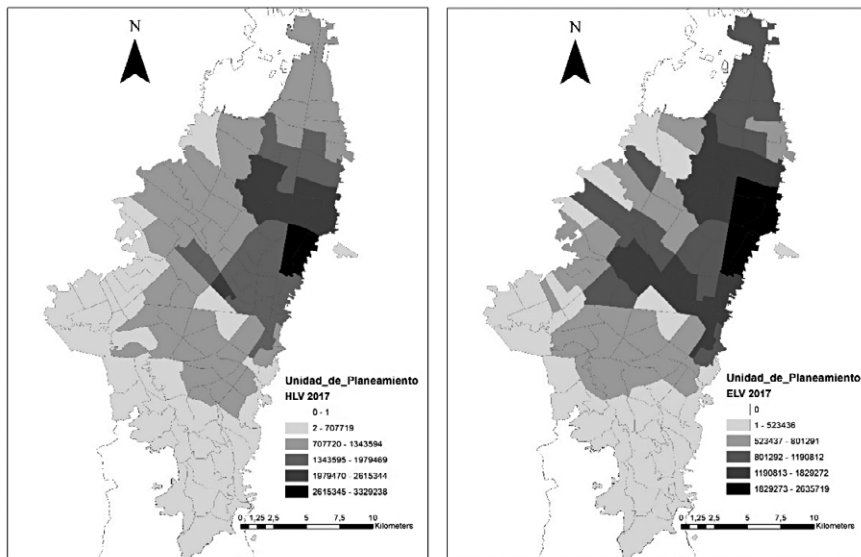 N
Unidad_de_Planeamiento
HLV 2017
0 - 1
2 - 707719
707720 - 1343594
1343595 - 1979469
1979470 - 2615344
2615345 - 3329238
0 1,25 2,5 5 7,5 10
Kilometers
N
Unidad_de_Planeamiento
ELV 2017
0
1 - 523436
523437 - 801291
801292 - 1190812
1190813 - 1829272
1829273 - 2635719
0 1,25 2,5 5 7,5 10
Kilometers